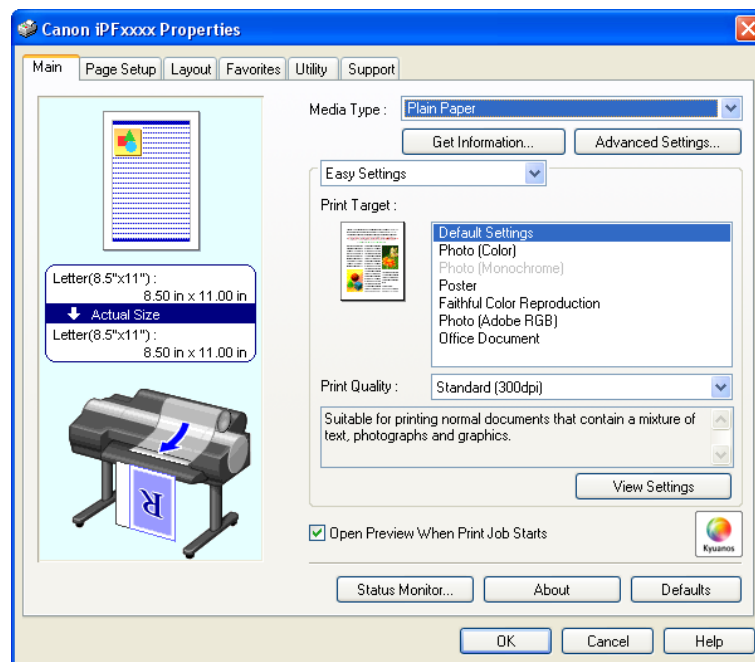 Canon iPFxxxx Properties
Main
Page Setup
Layout
Favorites
Utility
Support
Media Type :
Plain Paper
Get Information...
Advanced Settings...
Easy Settings
Print Target :
Default Settings
Photo (Color)
Photo (Monochrome)
Poster
Faithful Color Reproduction
Photo (Adobe RGB)
Office Document
Letter(8.5"x11") :
8.50 in x 11.00 in
Actual Size
Letter(8.5"x11") :
8.50 in x 11.00 in
R
Print Quality :
Standard (300dpi)
Suitable for printing normal documents that contain a mixture of
text, photographs and graphics.
View Settings
Open Preview When Print Job Starts
Kyuanos
Status Monitor...
About
Defaults
OK
Cancel
Help